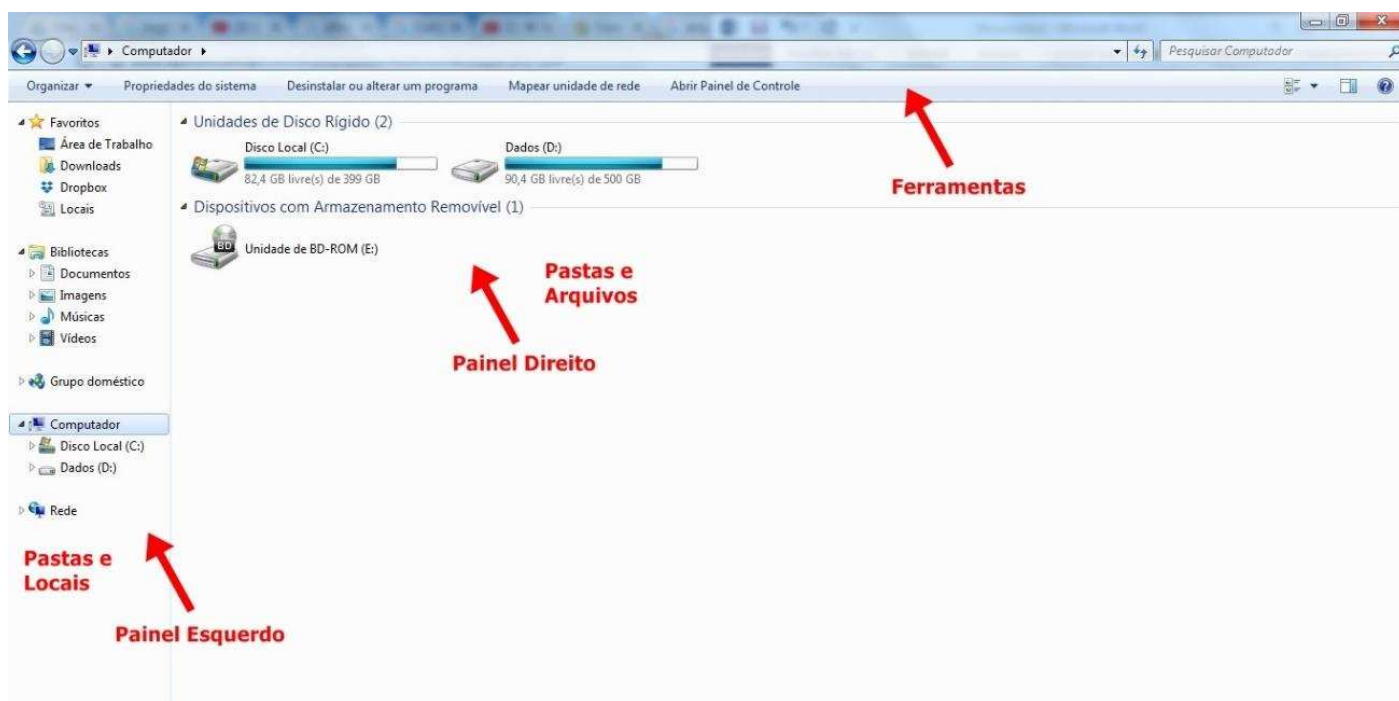 Computador
Pesquisar Computador
Organizar Propriedades do sistema Desinstalar ou alterar um programa Mapear unidade de rede Abrir Painel de Controle
Favoritos
Área de Trabalho
Downloads
Dropbox
Locais
Bibliotecas
Documentos
Imagens
Músicas
Vídeos
Grupo doméstico
Computador
Disco Local (C:)
Dados (D:)
Rede
Pastas e
Locais
Painel Esquerdo
Unidades de Disco Rígido (2)
Disco Local (C:)
82,4 GB livre(s) de 399 GB
Dados (D:)
90,4 GB livre(s) de 500 GB
Dispositivos com Armazenamento Removível (1)
BD
Unidade de BD-ROM (E:)
Ferramentas
Pastas e
Arquivos
Painel Direito